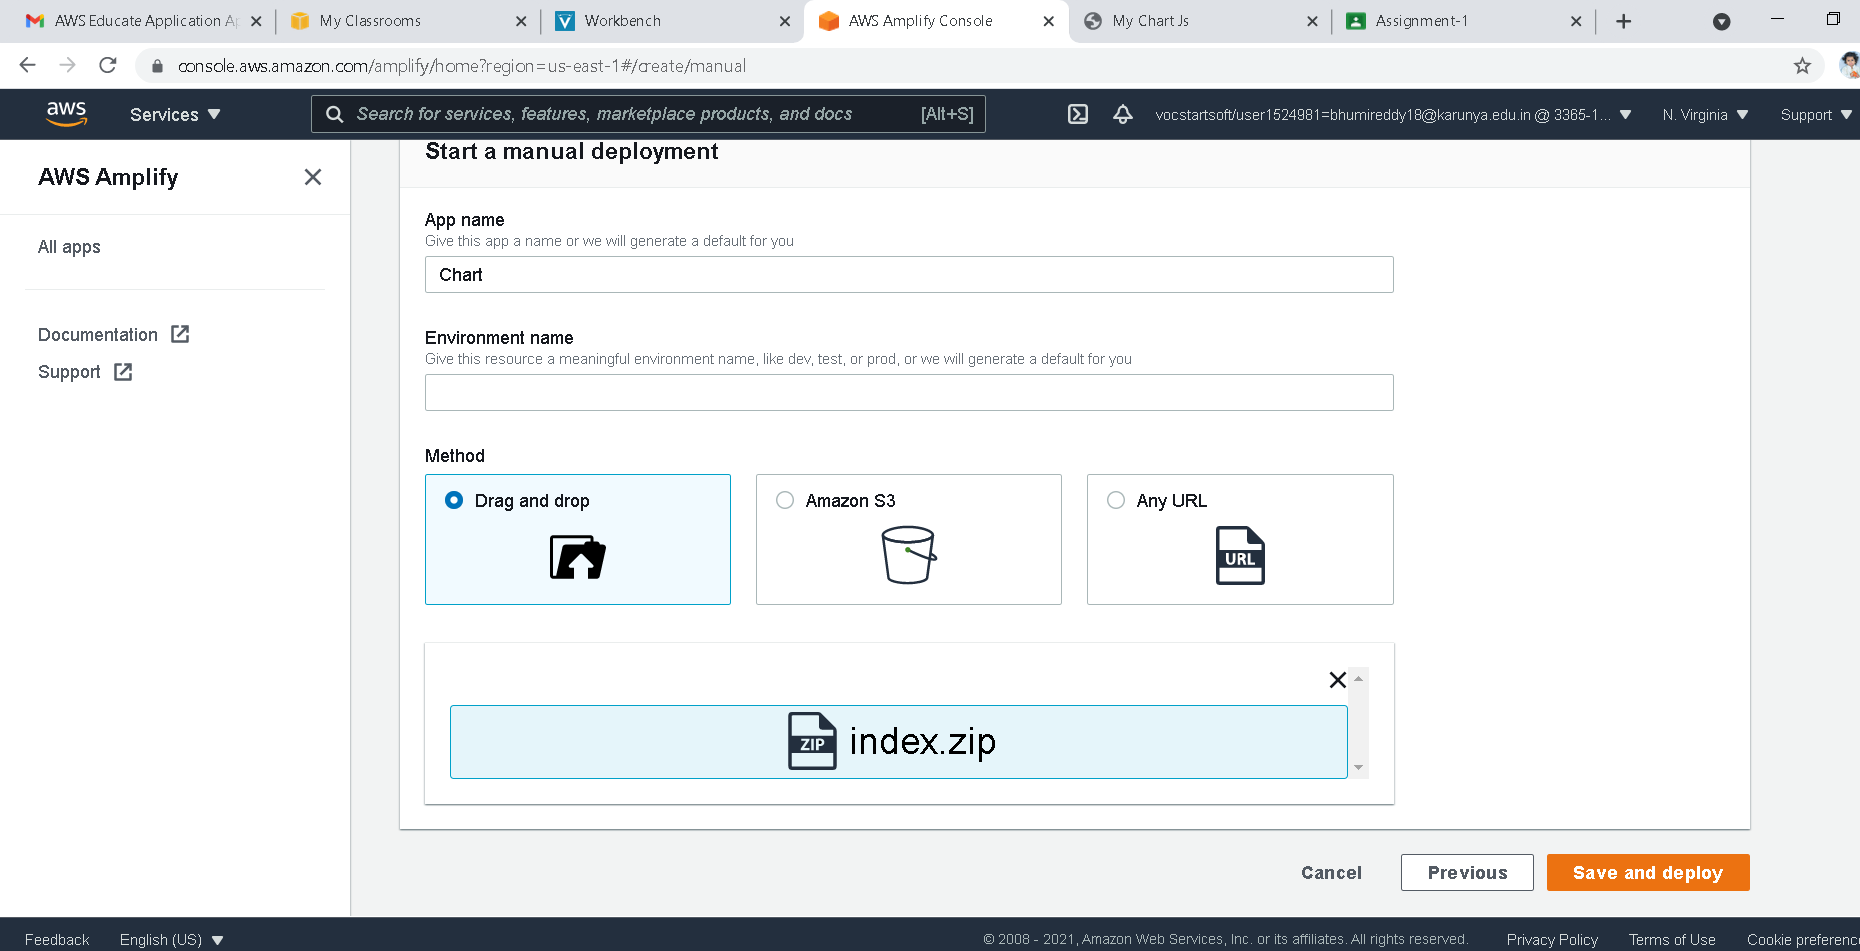 AWS Educate Application Ap
My Classrooms
Workbench
AWS Amplify Console
My Chart Js
Assignment-1
console.aws.amazon.com/amplify/home?region=us-east-1#/create/manual
aws
Services
Search for services, features, marketplace products, and docs
[Alt+S]
vocstartsoft/user1524981=bhumireddy18@karunya.edu.in @ 3365-1...
N. Virginia
Support
AWS Amplify
All apps
Documentation
Support
Start a manual deployment
App name
Give this app a name or we will generate a default for you
Chart
Environment name
Give this resource a meaningful environment name, like dev, test, or prod, or we will generate a default for you
Method
Drag and drop
Amazon S3
Any URL
URL
ZIP
index.zip
Cancel
Previous
Save and deploy
Feedback
English (US)
© 2008 - 2021, Amazon Web Services, Inc. or its affiliates. All rights reserved.
Privacy Policy
Terms of Use
Cookie preferenc